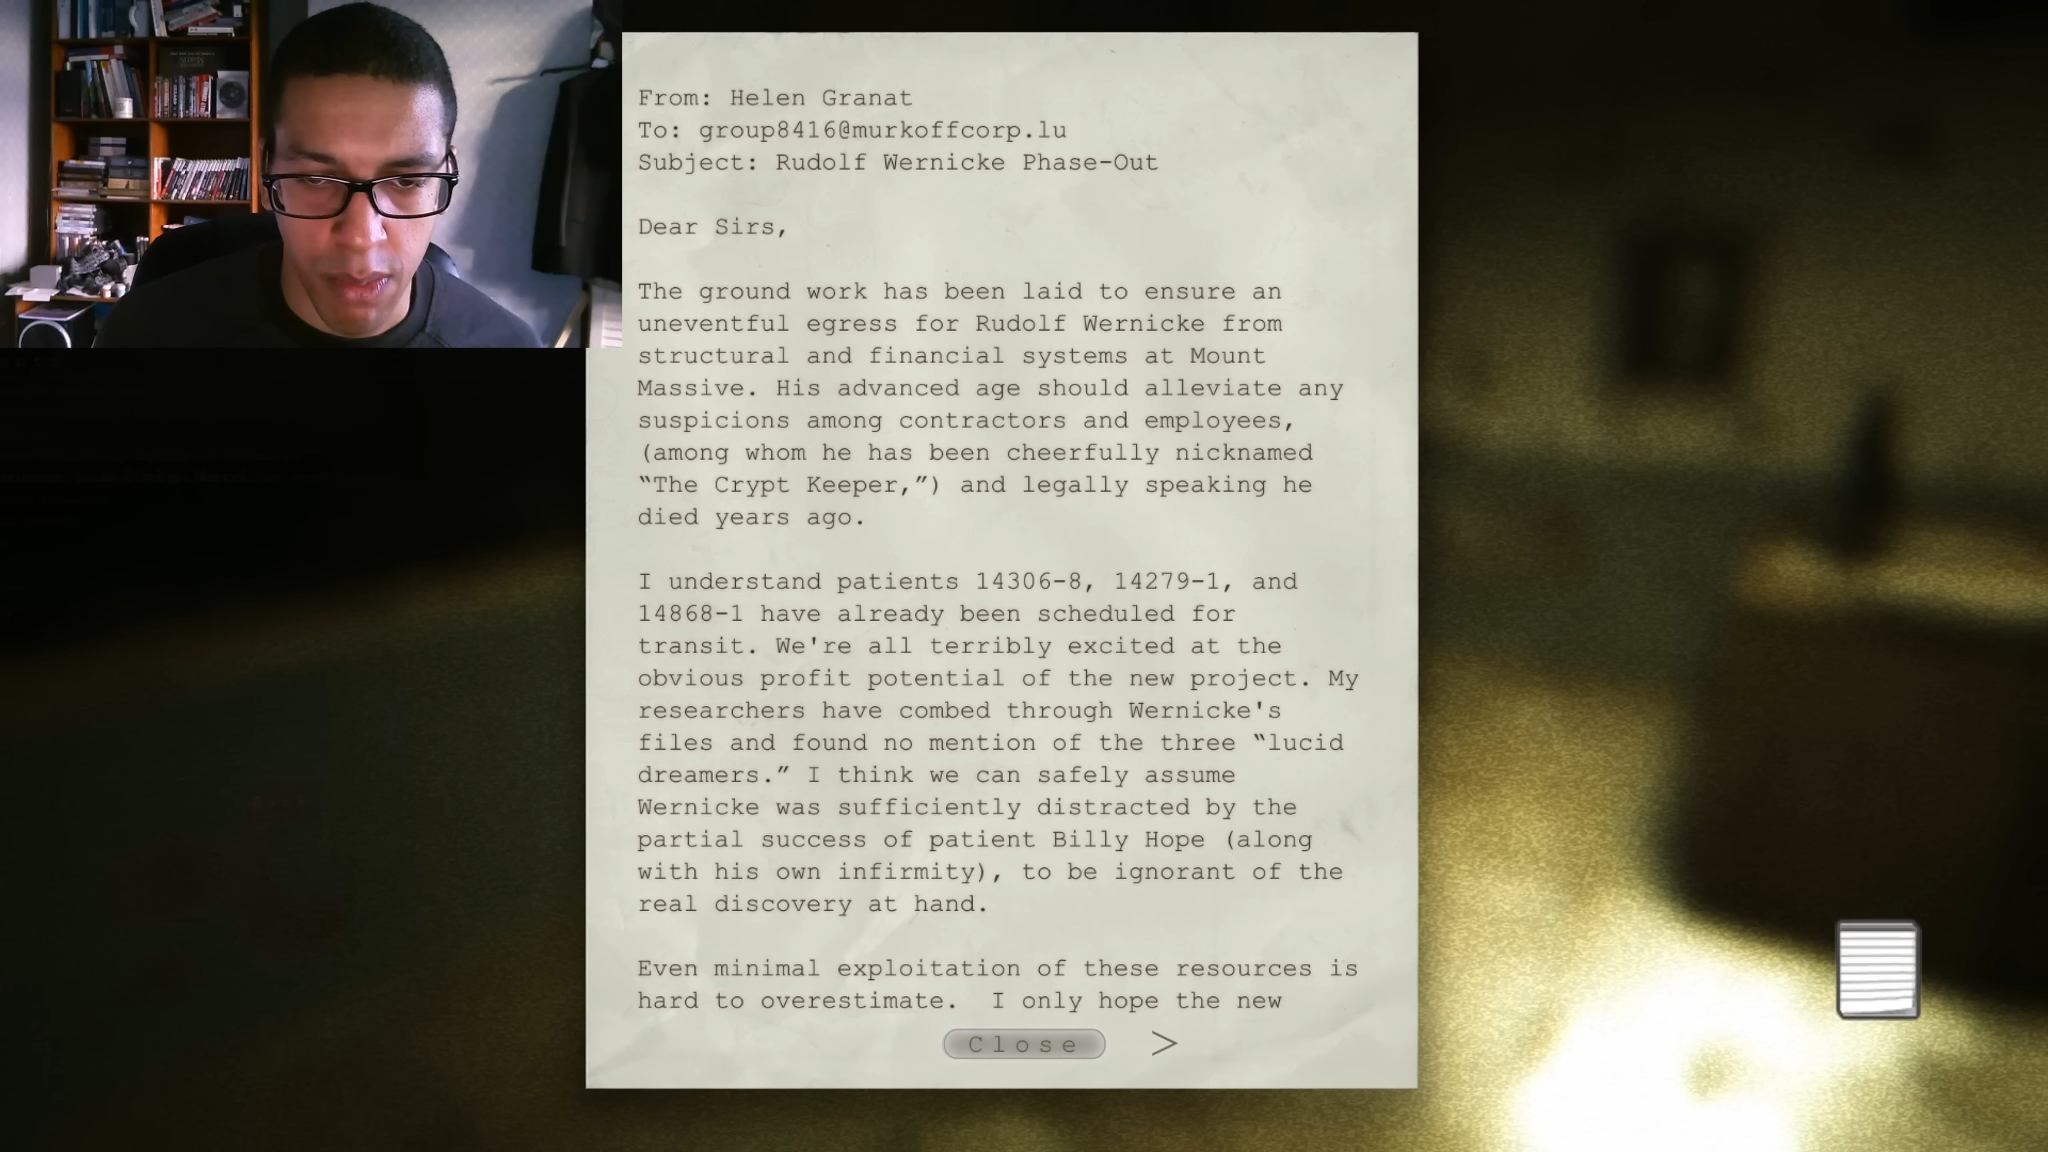 From: Helen Granat
To: group8416@murkoffcorp.lu
Subject: Rudolf Wernicke Phase-Out
Dear Sirs,
The ground work has been laid to ensure an
uneventful egress for Rudolf Wernicke from
structural and financial systems at Mount
Massive. His advanced age should alleviate any
suspicions among contractors and employees,
(among whom he has been cheerfully nicknamed
“The Crypt Keeper,”) and legally speaking he
died years ago.
I understand patients 14306-8, 14279-1, and
14868-1 have already been scheduled for
transit. We're all terribly excited at the
obvious profit potential of the new project. My
researchers have combed through Wernicke's
files and found no mention of the three “lucid
dreamers.” I think we can safely assume
Wernicke was sufficiently distracted by the
partial success of patient Billy Hope (along
with his own infirmity), to be ignorant of the
real discovery at hand.
Even minimal exploitation of these resources is
hard to overestimate.  I only hope the new
Close >